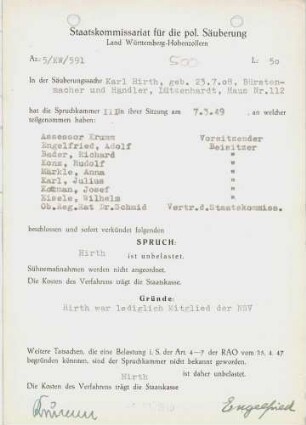 Staatskommissariat für die pol. Säuberung
Land Württemberg-Hohenzollern
Az: 5/KW/591
500
L: 50
In der Säuberungssache Karl Hirth, geb. 23.7.08, Bürsten-
macher und Händler, Lützenhardt, Haus Nr.112
hat die Spruchkammer III in ihrer Sitzung am 7.3.49 an welcher
teilgenommen haben:
Assessor Krumm Vorsitzender
Engelfried, Adolf Beisitzer
Bader, Richard "
Konz, Rudolf "
Märkle, Anna "
Karl, Julius "
Kotman, Josef "
Eisele, Wilhelm "
Ob.Reg.Rat Dr.Schmid Vertr.d.Staatskommiss.
beschlossen und sofort verkündet folgenden
SPRUCH:
Hirth
ist unbelastet.
Sühnemaßnahmen werden nicht angeordnet.
Die Kosten des Verfahrens trägt die Staatskasse.
Gründe:
Hirth war lediglich Mitglied der NSV
Weitere Tatsachen, die eine Belastung i. S. der Art. 4-7 der RAO vom 25. 4. 47
begründen könnten, sind der Spruchkammer nicht bekannt geworden.
Hirth ist daher unbelastet.
Die Kosten des Verfahrens trägt die Staatskasse
Krumm
Engelfried